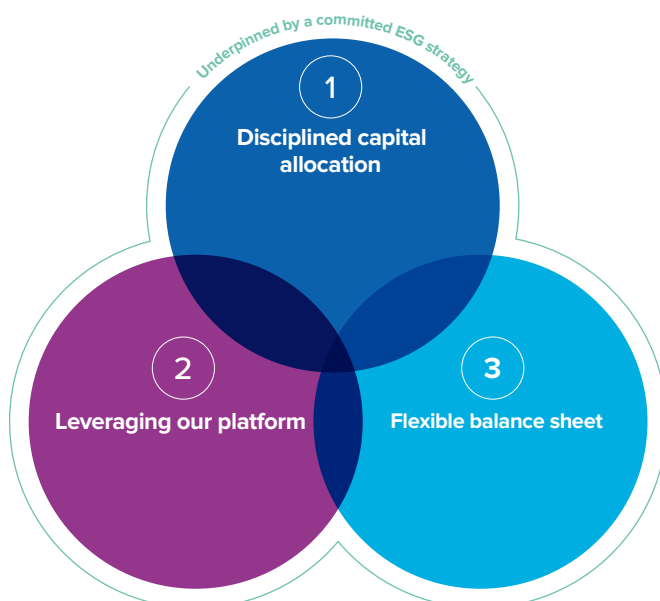 Underpinned by a committed ESG strategy
1
Disciplined capital
allocation
2
Leveraging our platform
3
Flexible balance sheet